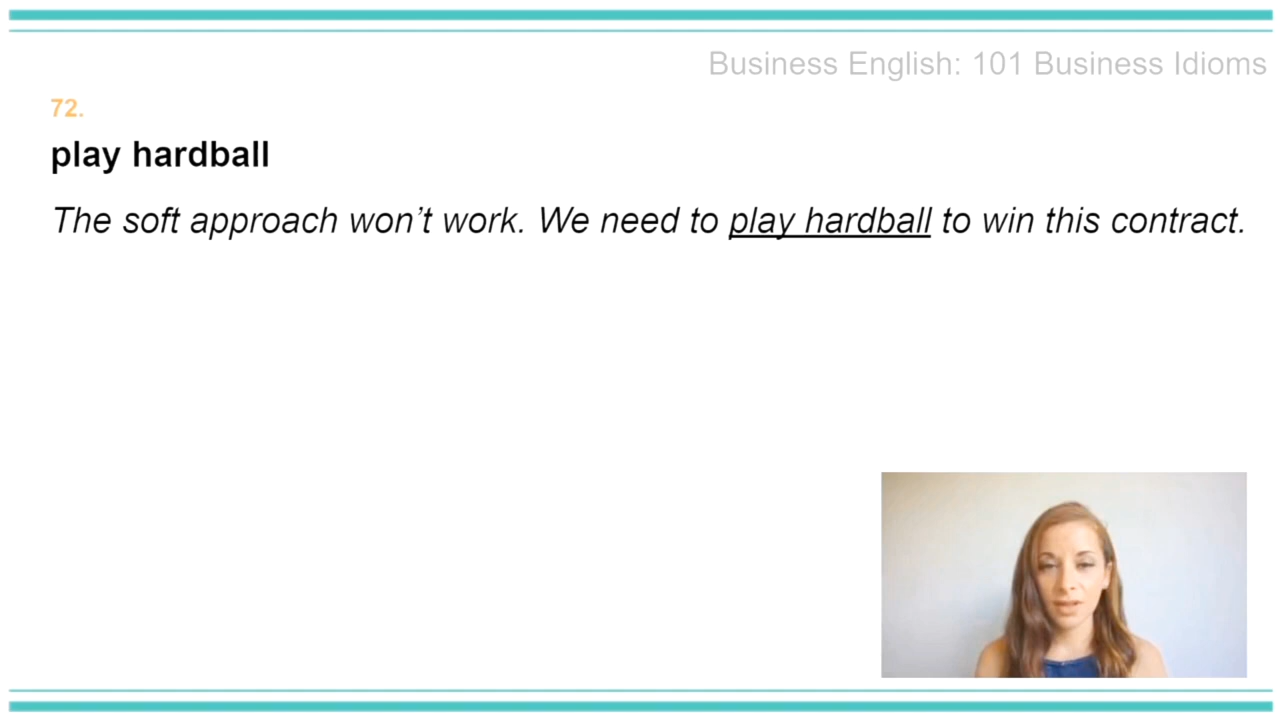 Business English: 101 Business Idioms
72.
play hardball
The soft approach won’t work. We need to play hardball to win this contract.